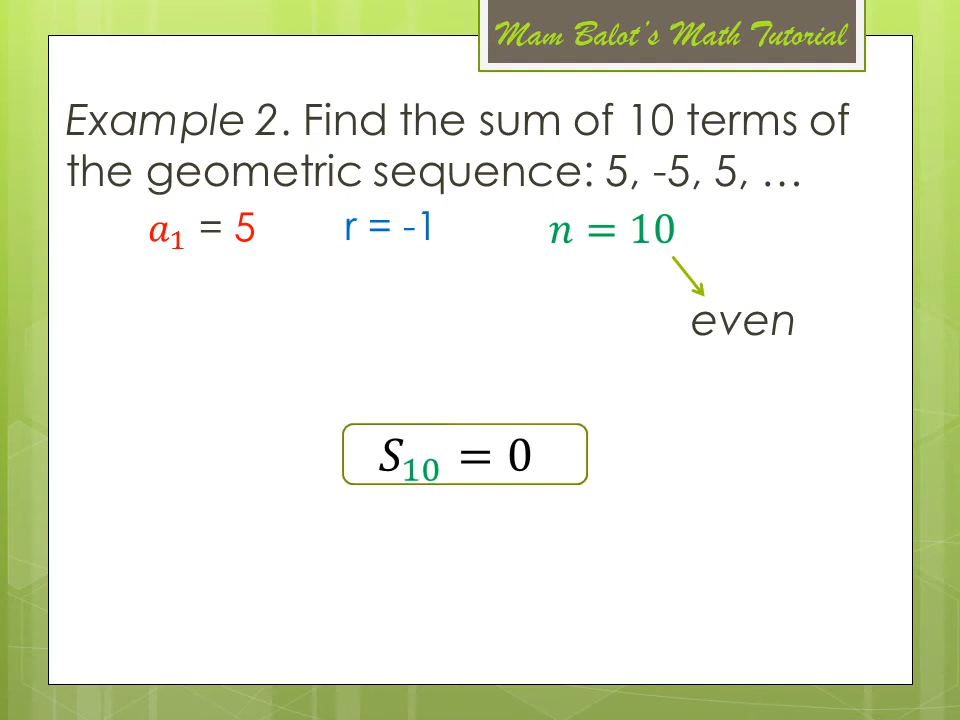 Mam Balot's Math Tutorial
Example 2. Find the sum of 10 terms of
the geometric sequence: 5, -5, 5, …
a₁ = 5 r = -1 n = 10
even
S₁₀ = 0